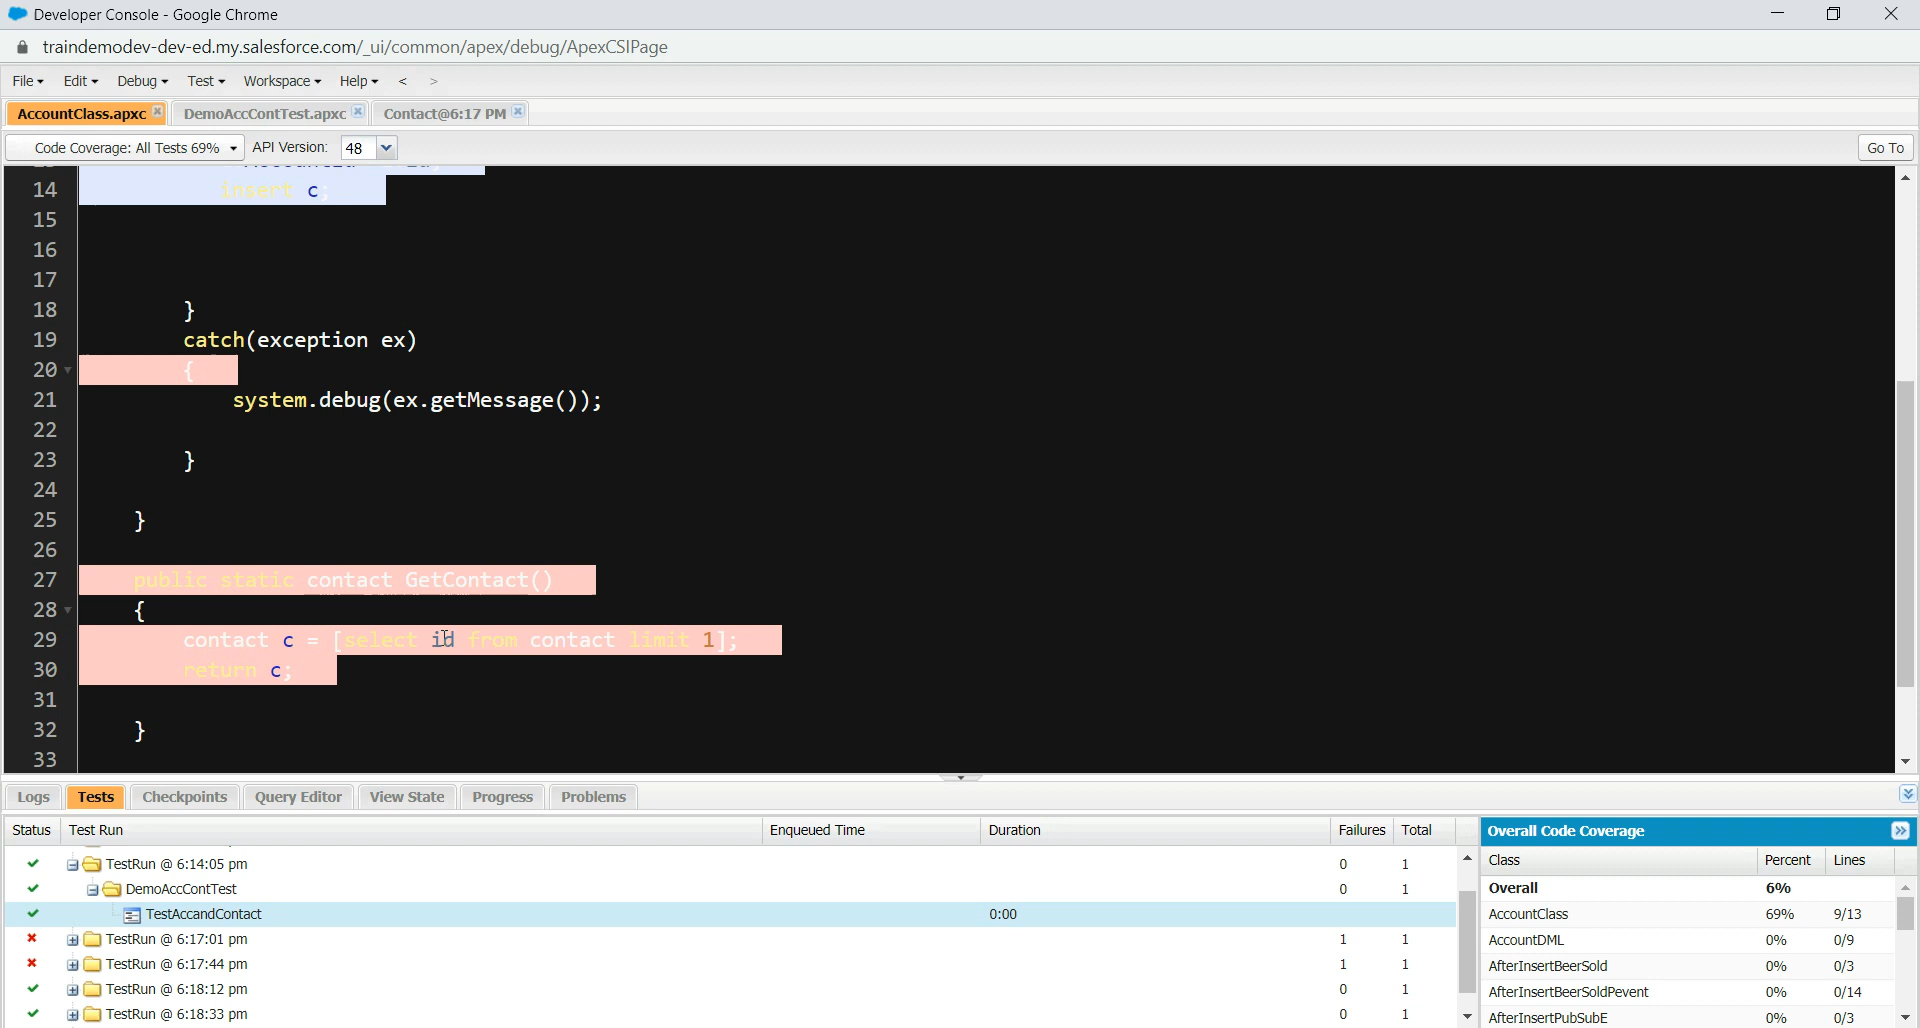 Developer Console - Google Chrome
traindemodev-dev-ed.my.salesforce.com/_ui/common/apex/debug/ApexCSIPage
File Edit Debug Test Workspace Help < >
AccountClass.apxc DemoAccContTest.apxc Contact@6:17 PM
Code Coverage: All Tests 69% API Version: 48 Go To
14 insert c;
15
16
17
18 }
19 catch(exception ex)
20 {
21 system.debug(ex.getMessage());
22
23 }
24
25 }
26
27 public static contact GetContact()
28 {
29 contact c = [select id from contact limit 1];
30 return c;
31
32 }
33
Logs Tests Checkpoints Query Editor View State Progress Problems
Status Test Run Enqueued Time Duration Failures Total
TestRun @ 6:14:05 pm 0 1
DemoAccContTest 0 1
TestAccandContact 0:00
TestRun @ 6:17:01 pm 1 1
TestRun @ 6:17:44 pm 1 1
TestRun @ 6:18:12 pm 0 1
TestRun @ 6:18:33 pm 0 1
Overall Code Coverage
Class Percent Lines
Overall 6%
AccountClass 69% 9/13
AccountDML 0% 0/9
AfterInsertBeerSold 0% 0/3
AfterInsertBeerSoldPevent 0% 0/14
AfterInsertPubSubE 0% 0/3